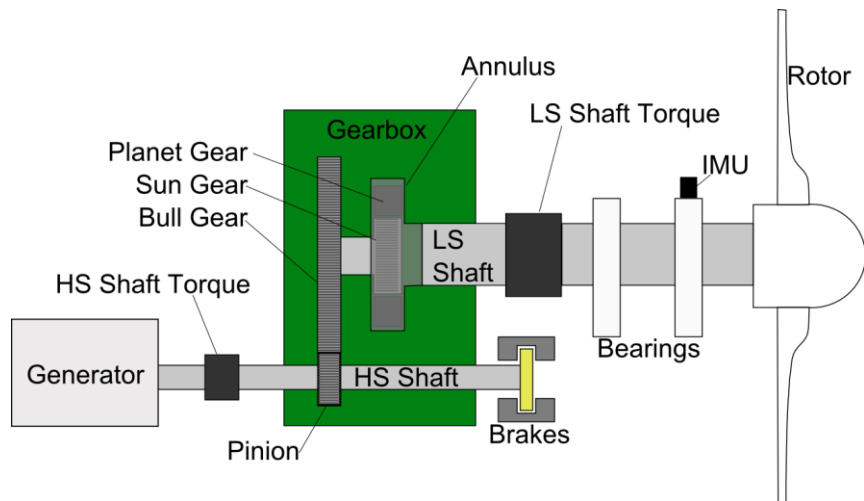 Annulus
Rotor
Gearbox
LS Shaft Torque
Planet Gear
Sun Gear
Bull Gear
IMU
LS
Shaft
HS Shaft Torque
Bearings
Generator
HS Shaft
Brakes
Pinion